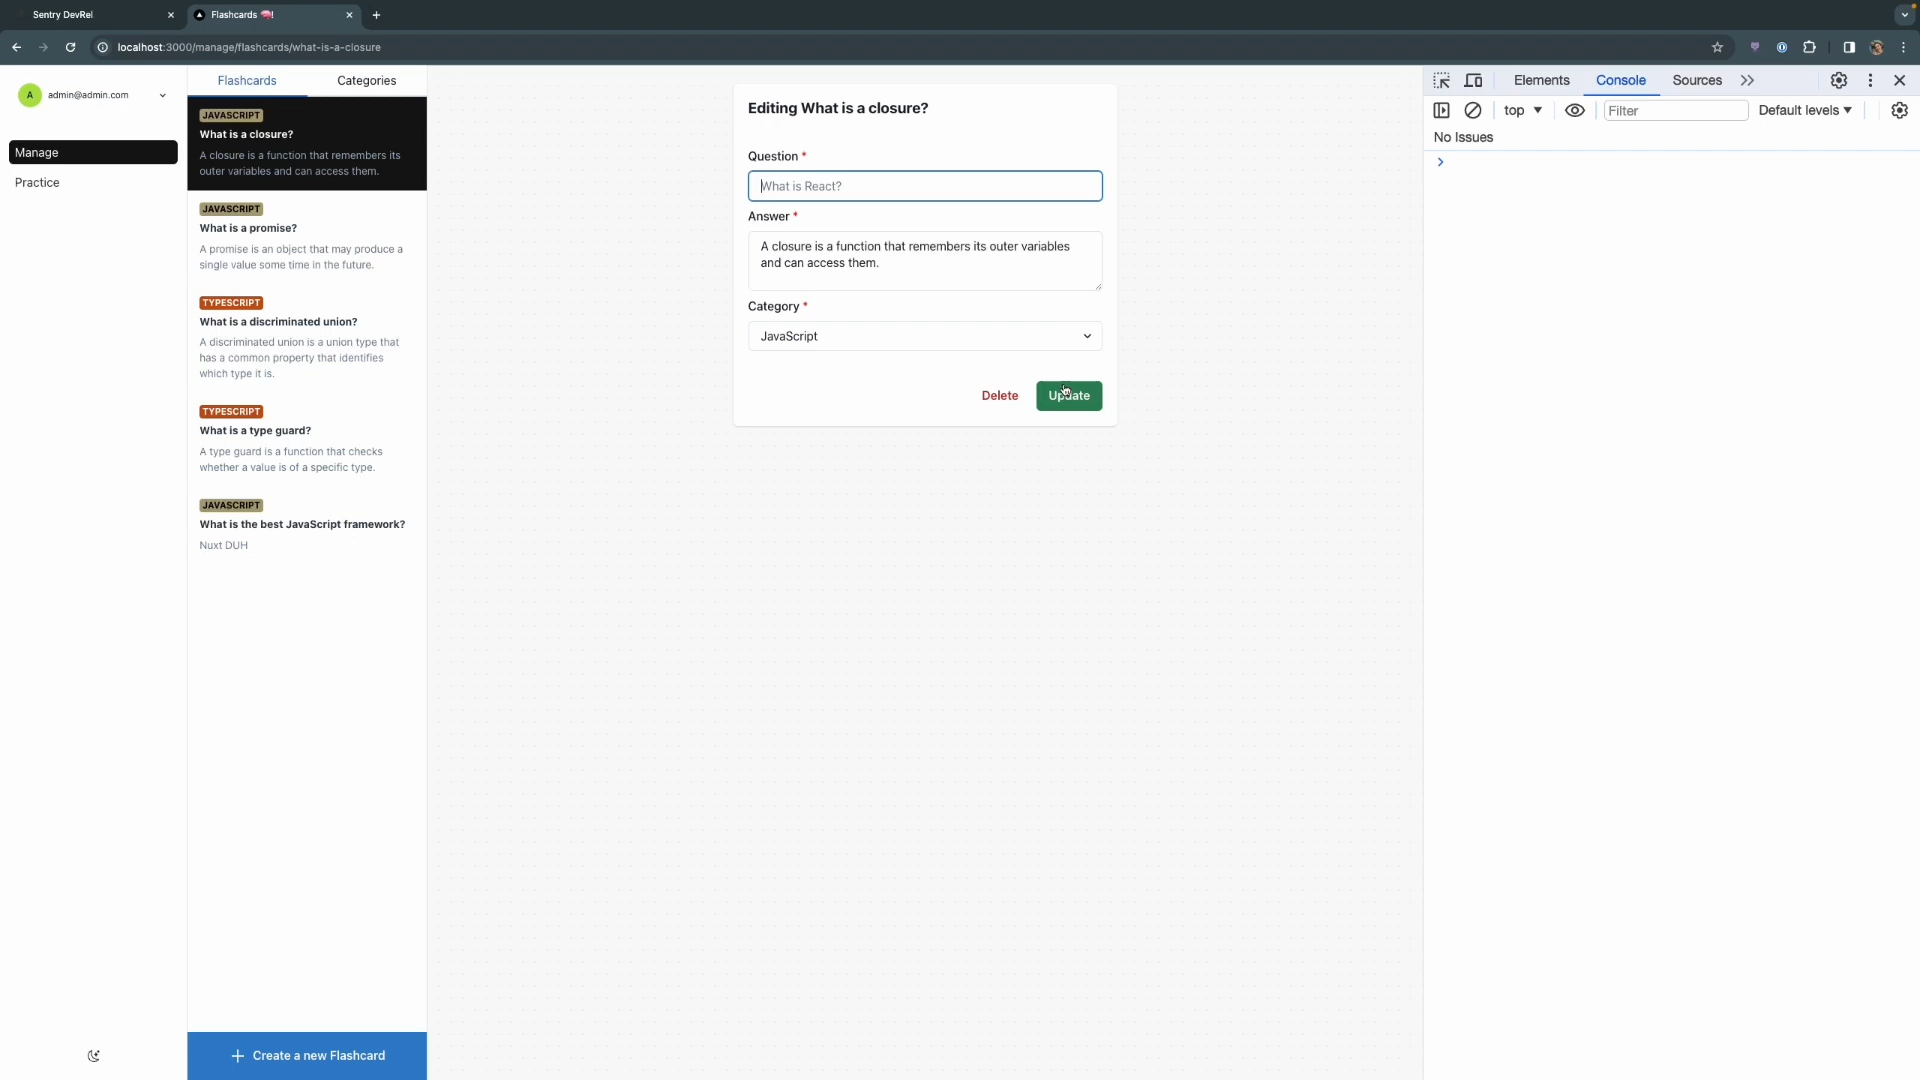 Sentry DevRel
Flashcards 🧠!
localhost:3000/manage/flashcards/what-is-a-closure
A
admin@admin.com
Manage
Practice
Flashcards
Categories
JAVASCRIPT
What is a closure?
A closure is a function that remembers its
outer variables and can access them.
JAVASCRIPT
What is a promise?
A promise is an object that may produce a
single value some time in the future.
TYPESCRIPT
What is a discriminated union?
A discriminated union is a union type that
has a common property that identifies
which type it is.
TYPESCRIPT
What is a type guard?
A type guard is a function that checks
whether a value is of a specific type.
JAVASCRIPT
What is the best JavaScript framework?
Nuxt DUH
+ Create a new Flashcard
Editing What is a closure?
Question *
What is React?
Answer *
A closure is a function that remembers its outer variables
and can access them.
Category *
JavaScript
Delete
Update
Elements
Console
Sources
top
Filter
Default levels
No Issues